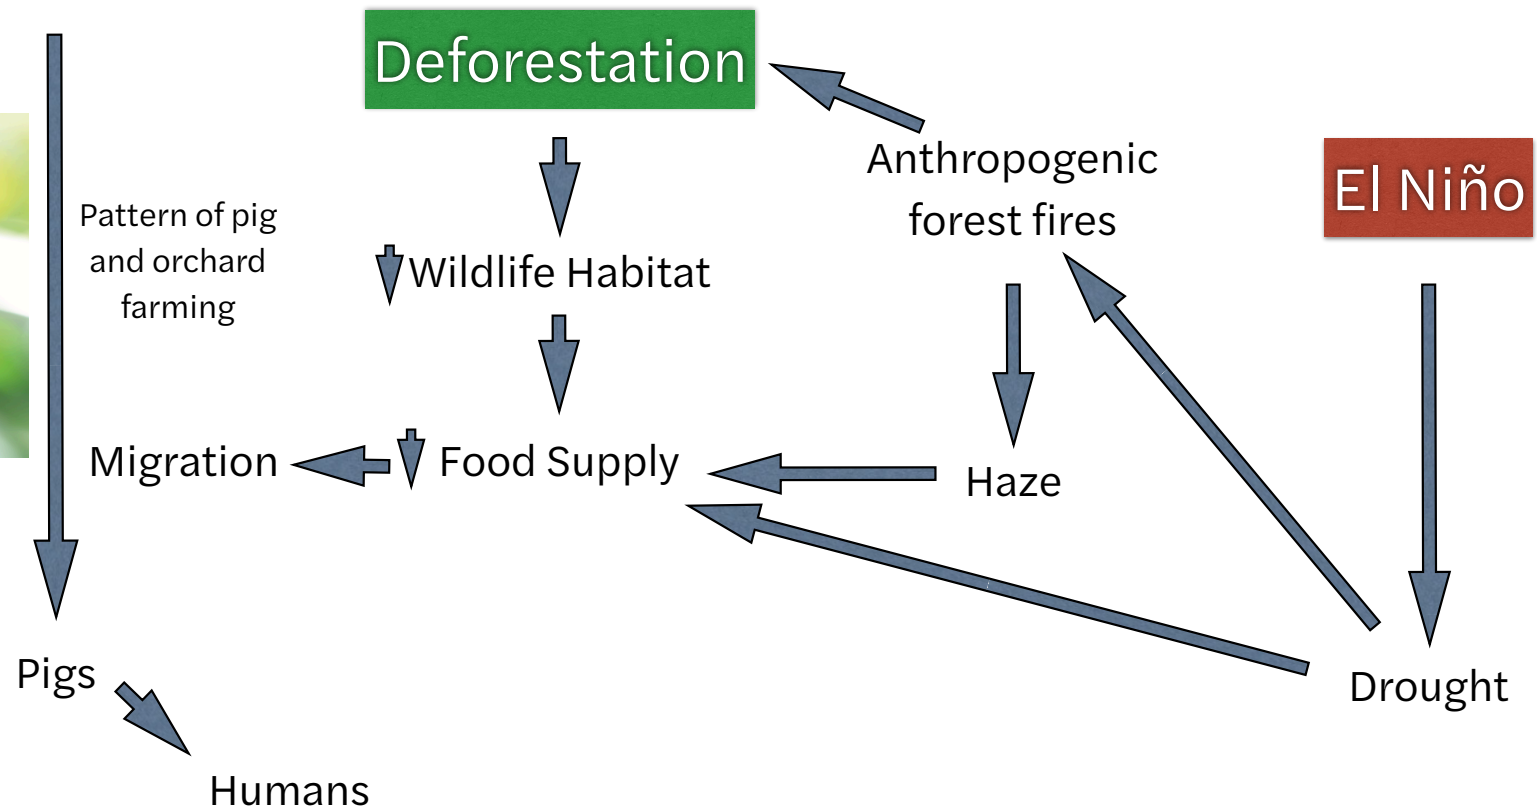 Deforestation
Anthropogenic
forest fires
El Niño
Pattern of pig
and orchard
farming
Wildlife Habitat
Migration
Food Supply
Haze
Pigs
Drought
Humans